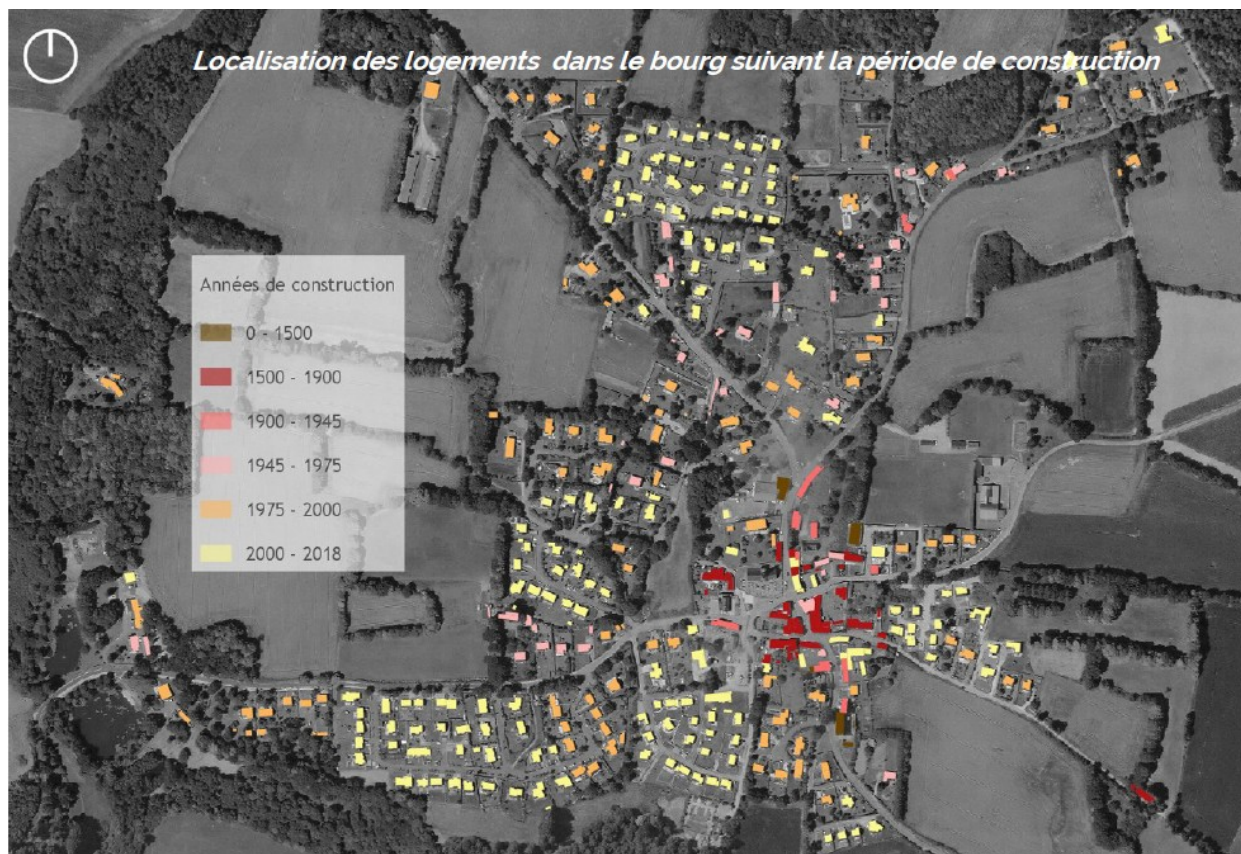 Localisation des logements dans le bourg suivant la période de construction
Années de construction
0 - 1500
1500 - 1900
1900 - 1945
1945 - 1975
1975 - 2000
2000 - 2018